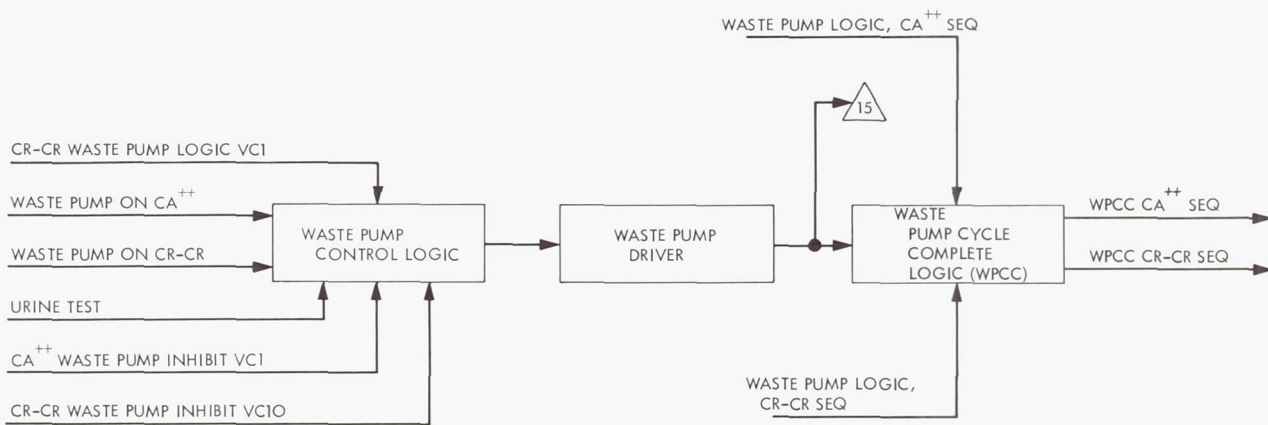 WASTE PUMP LOGIC, CA++ SEQ
15
CR-CR WASTE PUMP LOGIC VC1
WASTE PUMP ON CA++
WASTE PUMP ON CR-CR
URINE TEST
CA++ WASTE PUMP INHIBIT VC1
CR-CR WASTE PUMP INHIBIT VC10
WASTE PUMP
CONTROL LOGIC
WASTE PUMP
DRIVER
WASTE
PUMP CYCLE
COMPLETE
LOGIC (WPCC)
WPCC CA++ SEQ
WPCC CR-CR SEQ
WASTE PUMP LOGIC,
CR-CR SEQ